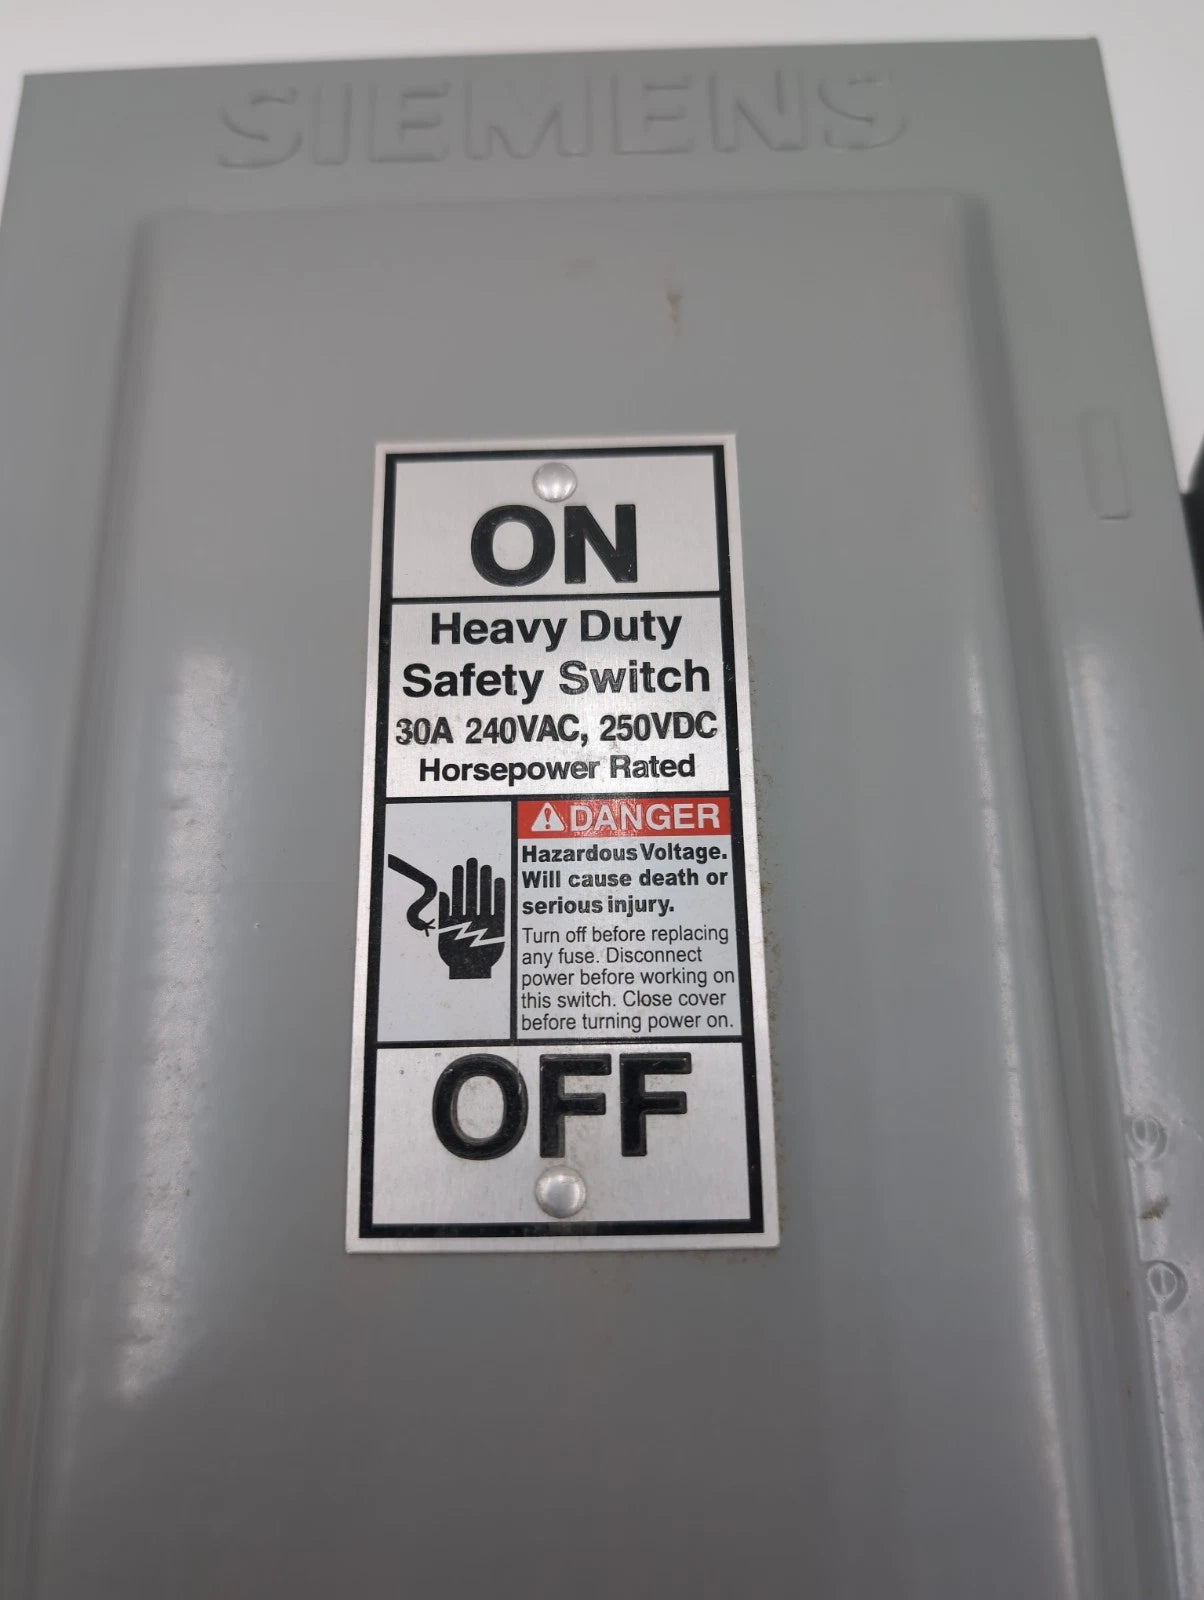 SIEMENS
ON
Heavy Duty
Safety Switch
30A 240VAC, 250VDC
Horsepower Rated
DANGER
Hazardous Voltage.
Will cause death or
serious injury.
Turn off before replacing
any fuse. Disconnect
power before working on
this switch. Close cover
before turning power on.
OFF